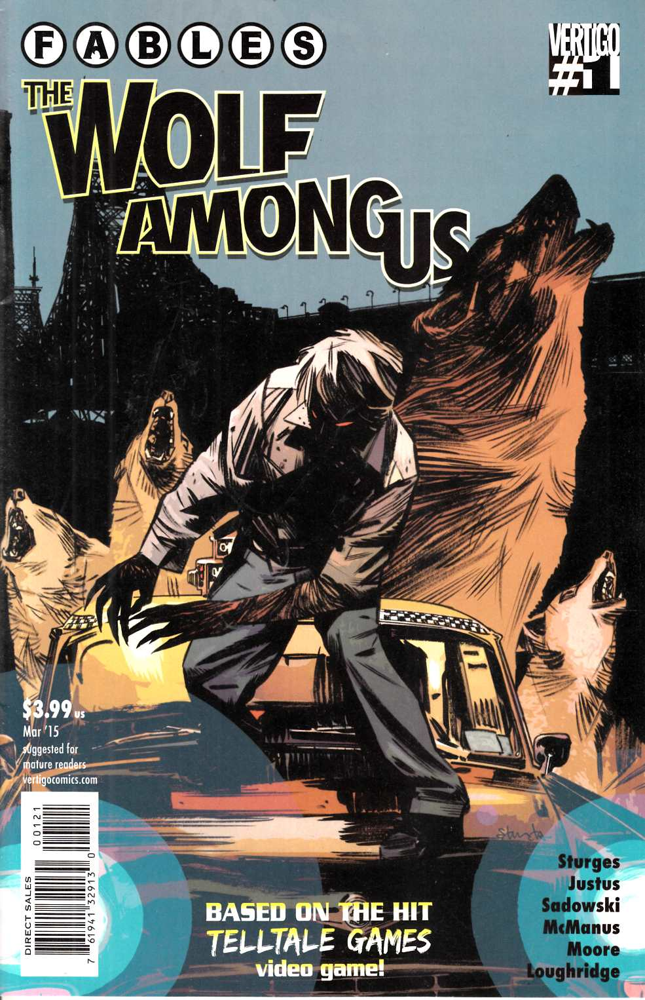 FABLES
VERTIGO
#1
THE
WOLF
AMONG US
$3.99 US
Mar '15
suggested for
mature readers
vertigocomics.com
00121
DIRECT SALES
7 61941 32913 0
BASED ON THE HIT
TELLTALE GAMES
video game!
Sturges
Justus
Sadowski
McManus
Moore
Loughridge